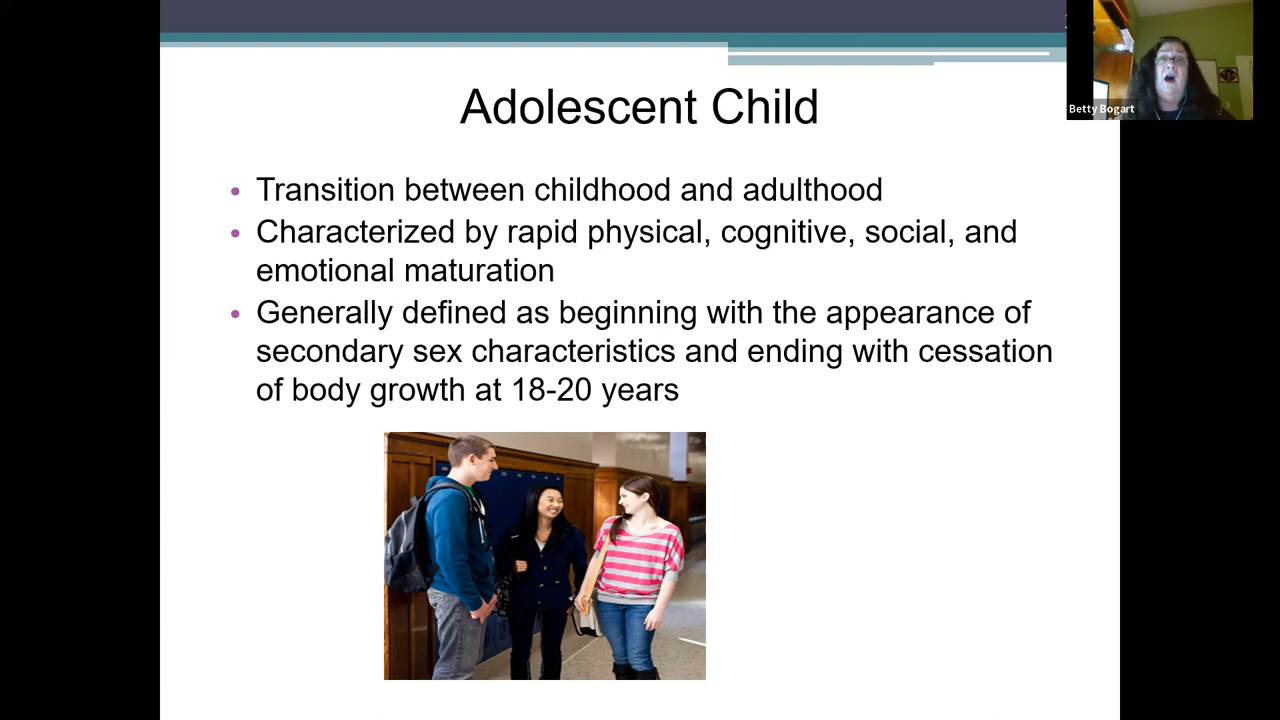 Betty Bogart
Adolescent Child
• Transition between childhood and adulthood
• Characterized by rapid physical, cognitive, social, and
emotional maturation
• Generally defined as beginning with the appearance of
secondary sex characteristics and ending with cessation
of body growth at 18-20 years